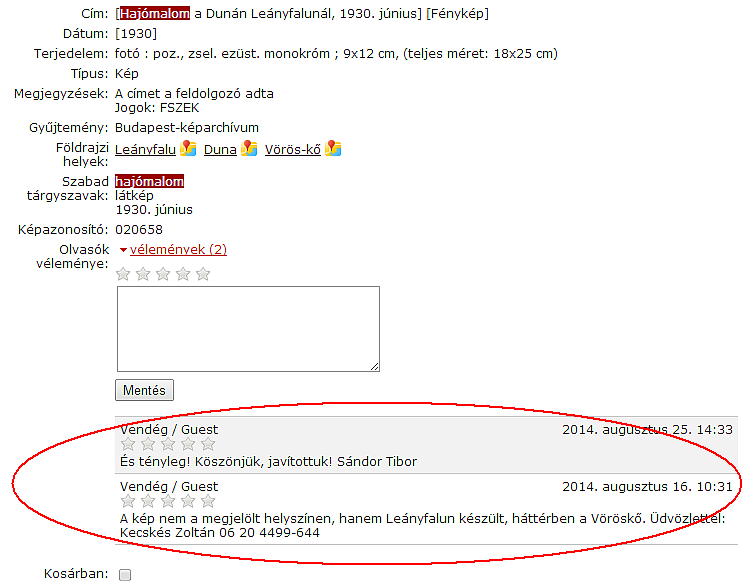 Cím: [Hajómalom a Dunán Leányfalunál, 1930. június] [Fénykép]
Dátum: [1930]
Terjedelem: fotó : poz., zsel. ezüst. monokróm ; 9x12 cm, (teljes méret: 18x25 cm)
Típus: Kép
Megjegyzések: A címet a feldolgozó adta
Jogok: FSZEK
Gyűjtemény: Budapest-képarchívum
Földrajzi helyek: Leányfalu Duna Vörös-kő
Szabad tárgyszavak: hajómalom
látkép
1930. június
Képazonosító: 020658
Olvasók véleménye: vélemények (2)
Mentés
Vendég / Guest 2014. augusztus 25. 14:33
És tényleg! Köszönjük, javítottuk! Sándor Tibor
Vendég / Guest 2014. augusztus 16. 10:31
A kép nem a megjelölt helyszínen, hanem Leányfalun készült, háttérben a Vöröskő. Üdvözlettel:
Kecskés Zoltán 06 20 4499-644
Kosárban: